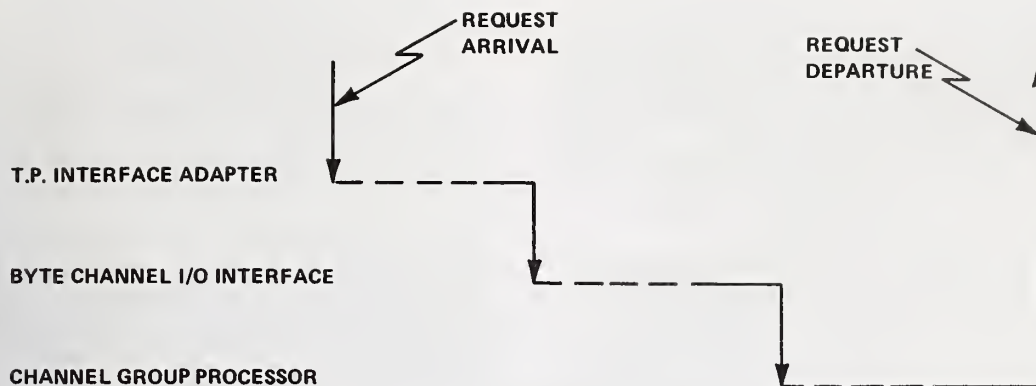 REQUEST
ARRIVAL
REQUEST
DEPARTURE
T.P. INTERFACE ADAPTER
BYTE CHANNEL I/O INTERFACE
CHANNEL GROUP PROCESSOR